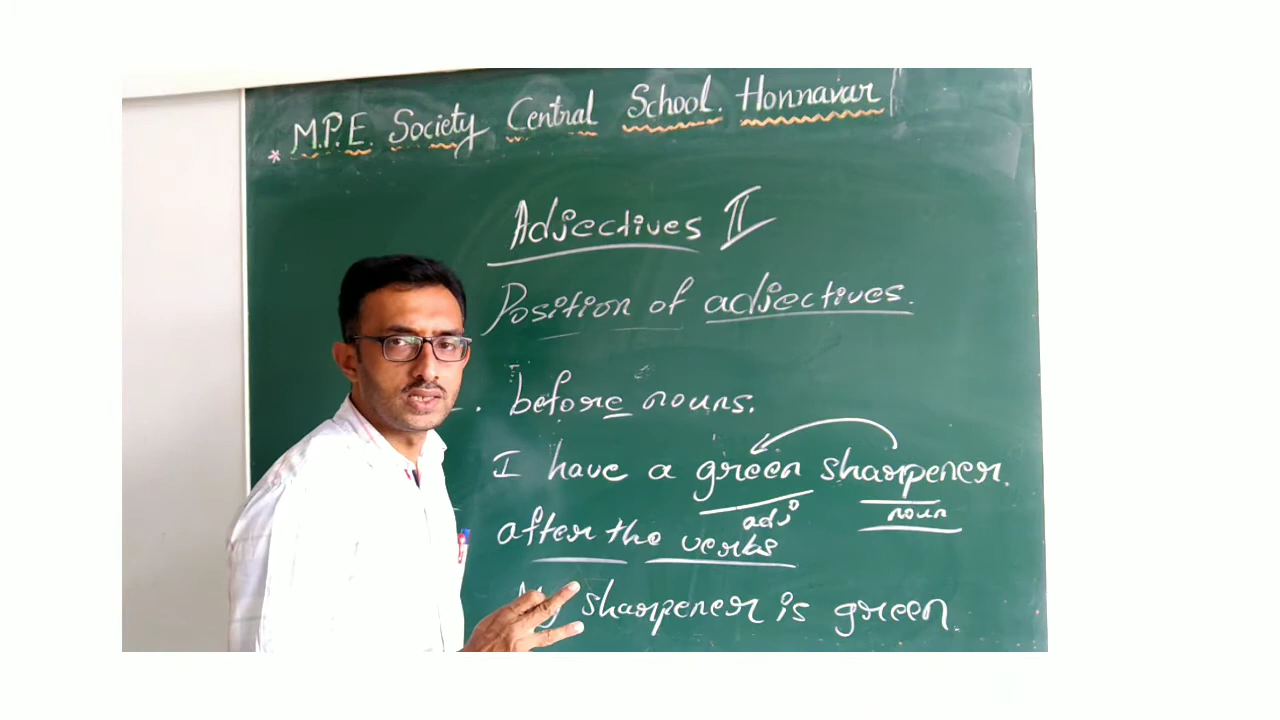 * M.P.E. Society Central School. Honnavar
Adjectives II
Position of adjectives.
before nouns.
I have a green sharpener.
adj noun
after the verbs
My sharpener is green.